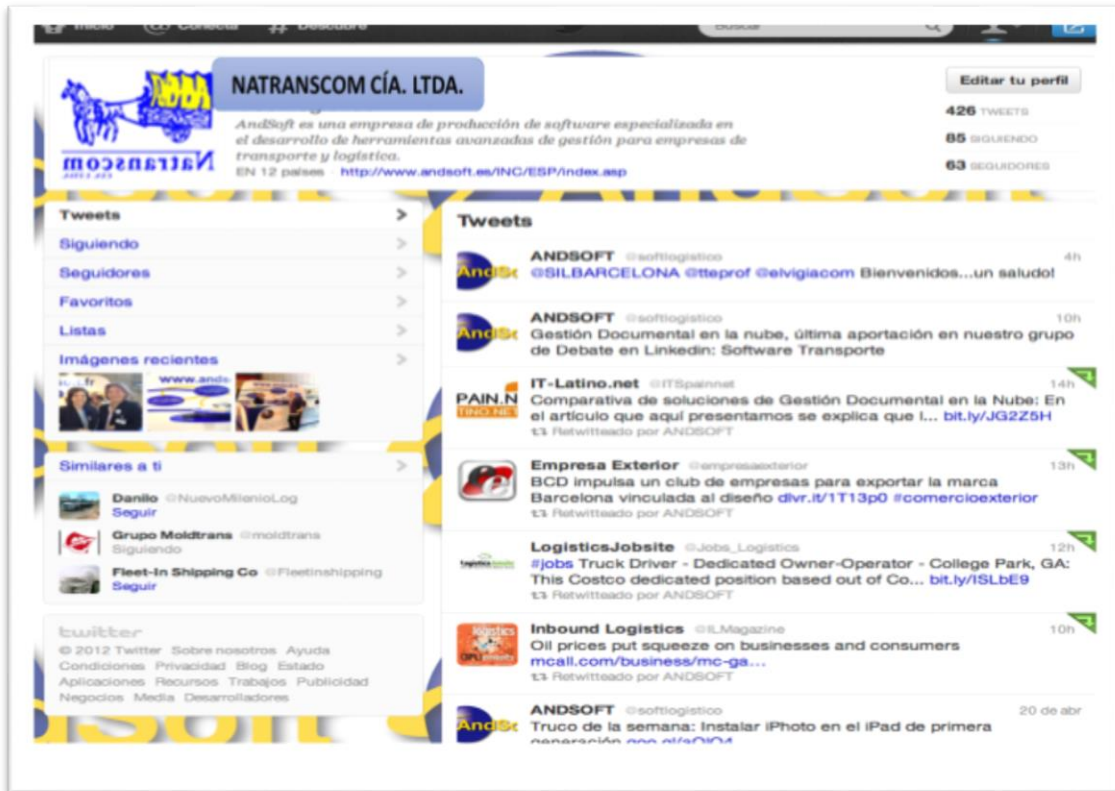 Inicio Conecta # Descubre Buscar
NATRANSCOM CÍA. LTDA.
Natranscom
CIA. LTDA.
AndSoft es una empresa de producción de software especializada en
el desarrollo de herramientas avanzadas de gestión para empresas de
transporte y logística.
EN 12 países · http://www.andsoft.es/INC/ESP/index.asp
Editar tu perfil
426 TWEETS
85 SIGUIENDO
63 SEGUIDORES
Tweets
Siguiendo
Seguidores
Favoritos
Listas
Imágenes recientes
Similares a ti
Danilo @NuevoMilenioLog
Seguir
Grupo Moldtrans @moldtrans
Siguiendo
Fleet-In Shipping Co @Fleetinshipping
Seguir
twitter
© 2012 Twitter Sobre nosotros Ayuda
Condiciones Privacidad Blog Estado
Aplicaciones Recursos Trabajos Publicidad
Negocios Media Desarrolladores
Tweets
ANDSOFT @softlogistico 4h
@SILBARCELONA @tteprof @elvigiacom Bienvenidos...un saludo!
ANDSOFT @softlogistico 10h
Gestión Documental en la nube, última aportación en nuestro grupo
de Debate en Linkedin: Software Transporte
IT-Latino.net @ITSpainnet 14h
Comparativa de soluciones de Gestión Documental en la Nube: En
el artículo que aquí presentamos se explica que l... bit.ly/JG2Z5H
Retwitteado por ANDSOFT
Empresa Exterior @empresaexterior 13h
BCD impulsa un club de empresas para exportar la marca
Barcelona vinculada al diseño dlvr.it/1T13p0 #comercioexterior
Retwitteado por ANDSOFT
LogisticsJobsite @Jobs_Logistics 12h
#jobs Truck Driver - Dedicated Owner-Operator - College Park, GA:
This Costco dedicated position based out of Co... bit.ly/ISLbE9
Retwitteado por ANDSOFT
Inbound Logistics @ILMagazine 10h
Oil prices put squeeze on businesses and consumers
mcall.com/business/mc-ga...
Retwitteado por ANDSOFT
ANDSOFT @softlogistico 20 de abr
Truco de la semana: Instalar iPhoto en el iPad de primera
generación